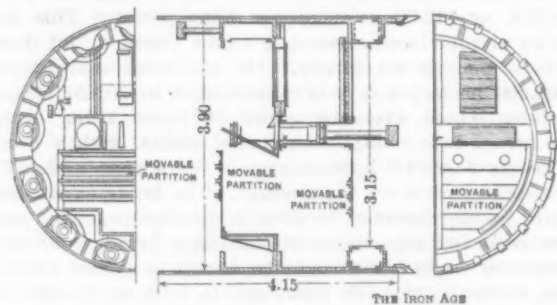 3.90
MOVABLE
PARTITION
MOVABLE
PARTITION
MOVABLE
PARTITION
3.15
MOVABLE
PARTITION
4.15
THE IRON AGE